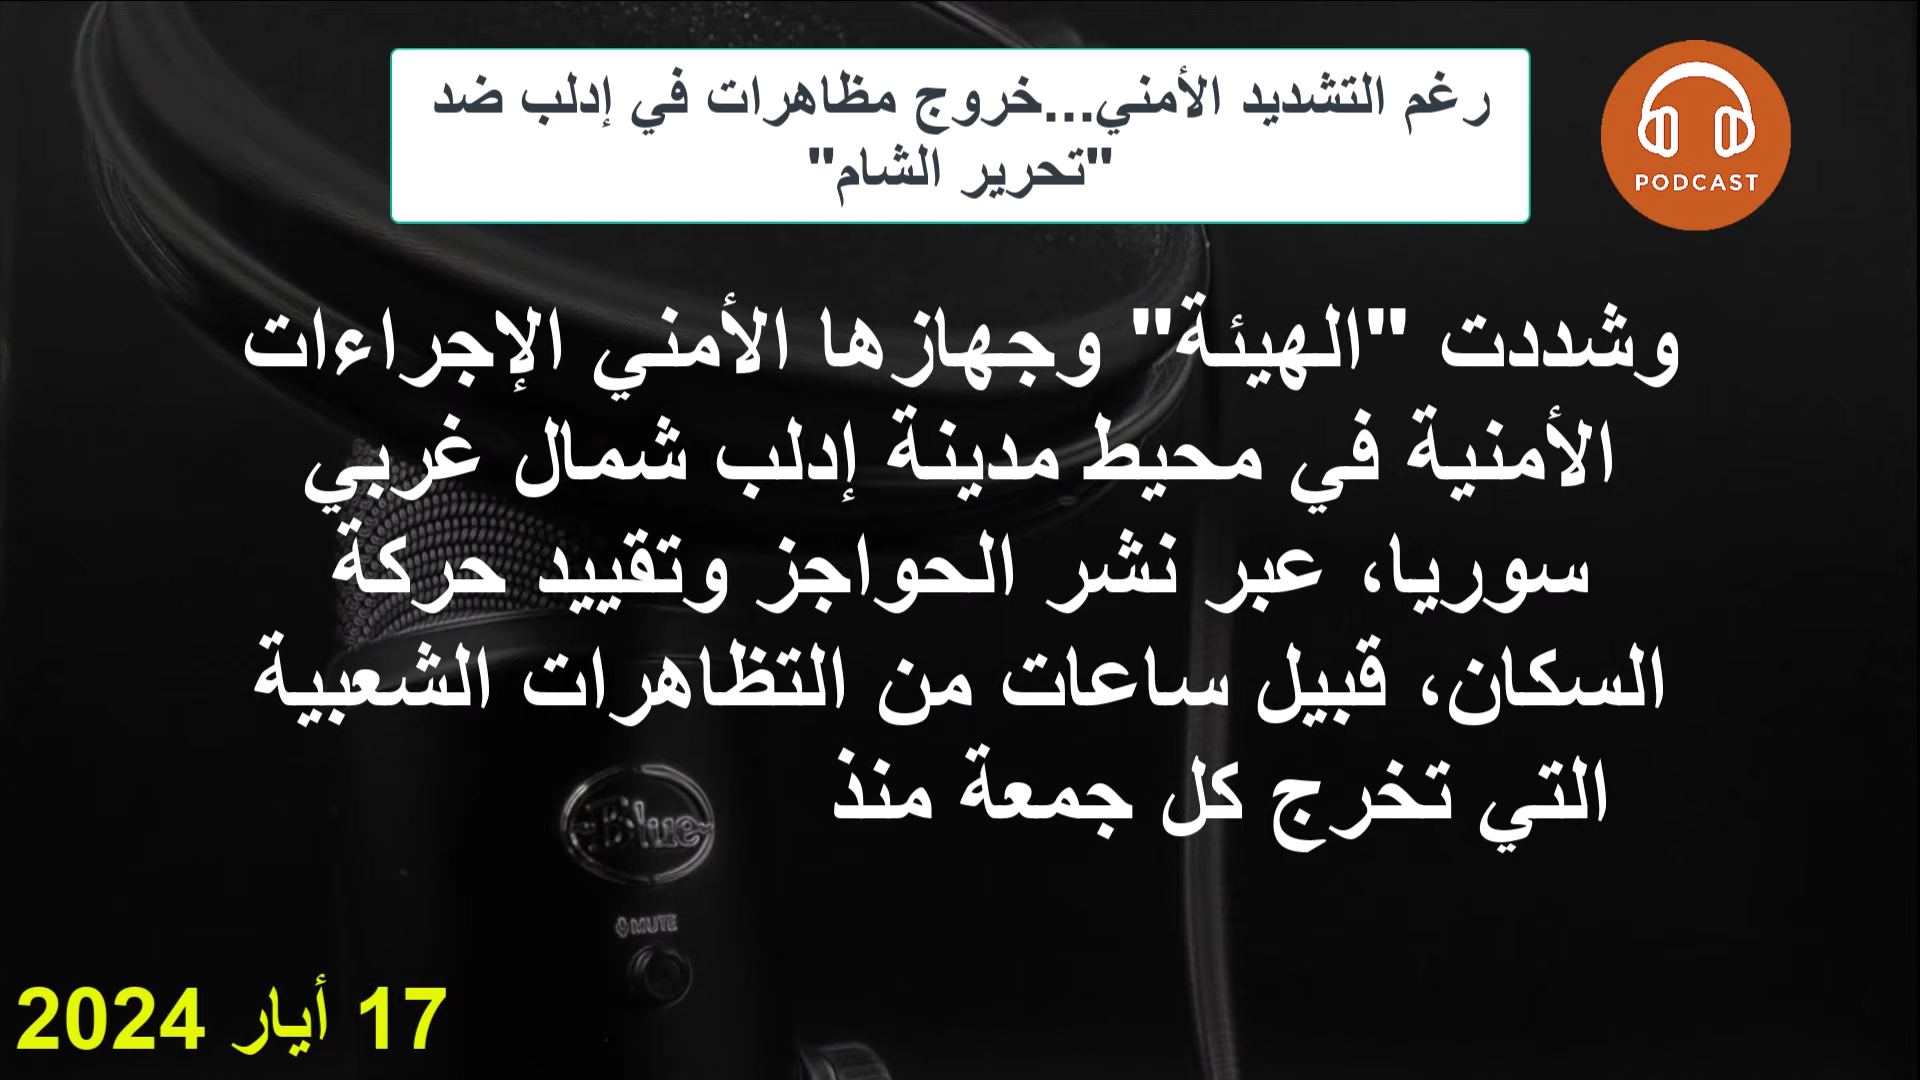 رغم التشديد الأمني...خروج مظاهرات في إدلب ضد
"تحرير الشام"
PODCAST
وشددت "الهيئة" وجهازها الأمني الإجراءات
الأمنية في محيط مدينة إدلب شمال غربي
سوريا، عبر نشر الحواجز وتقييد حركة
السكان، قبيل ساعات من التظاهرات الشعبية
التي تخرج كل جمعة منذ
Blue
MUTE
17 أيار 2024